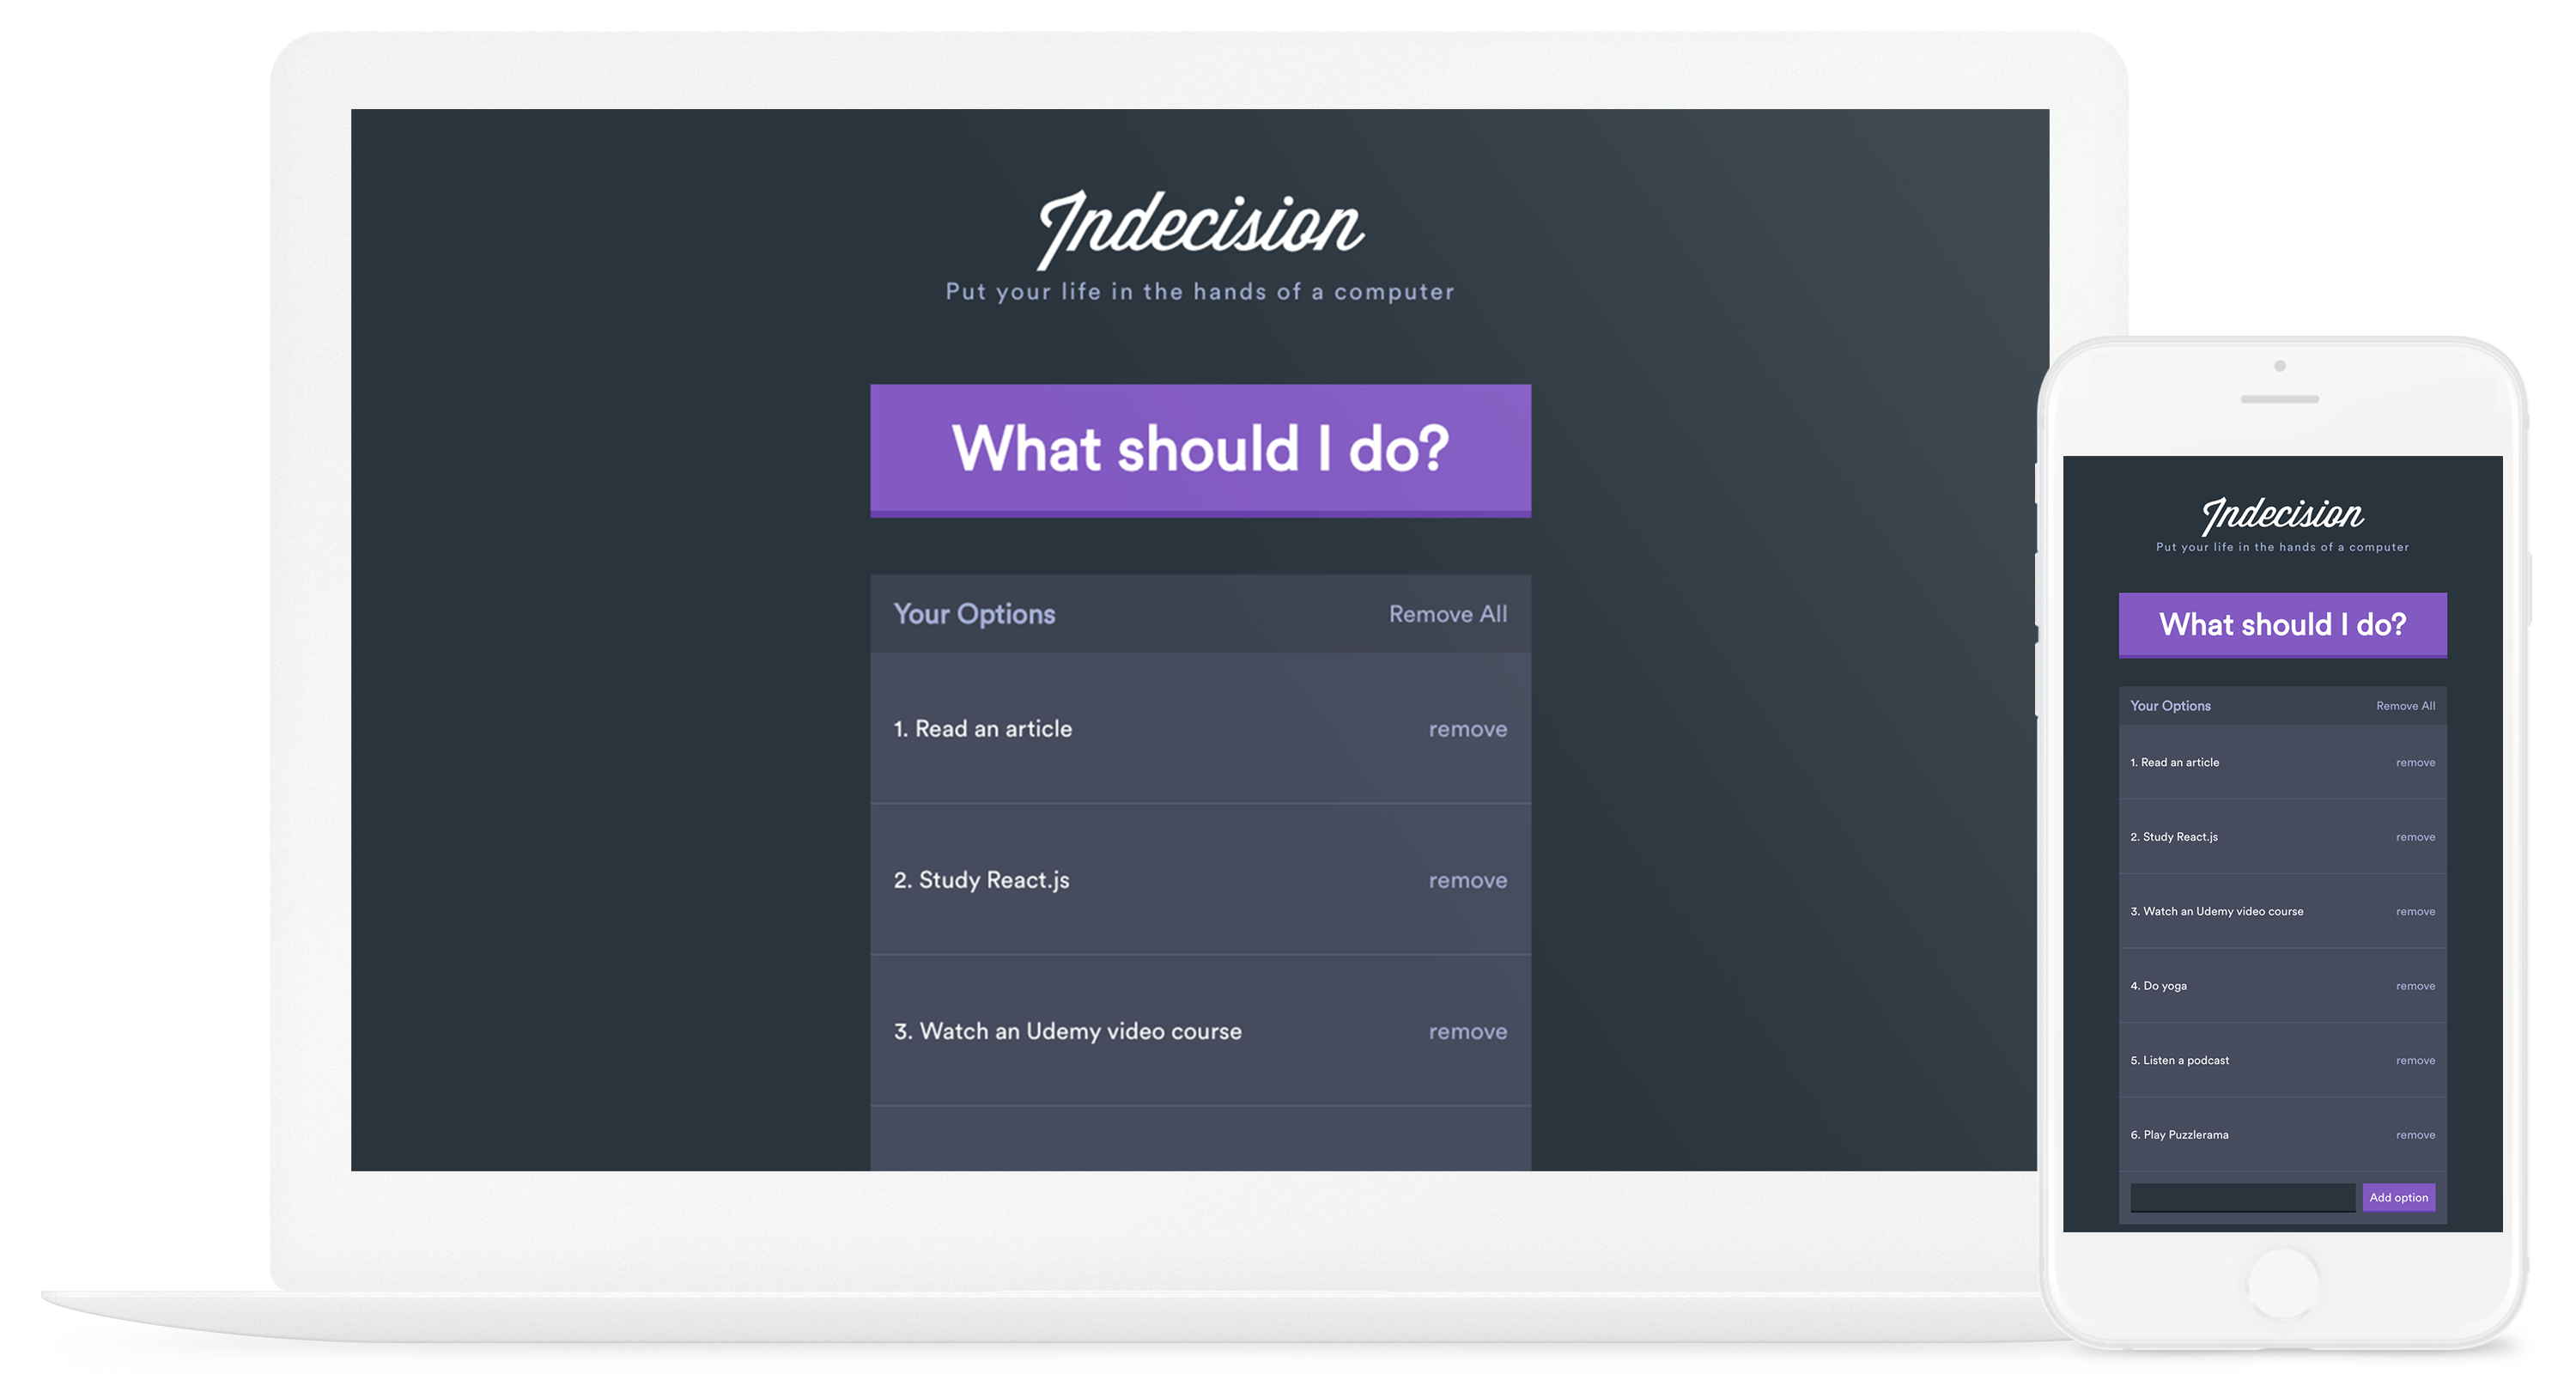 Indecision
Put your life in the hands of a computer
What should I do?
Your Options Remove All
1. Read an article remove
2. Study React.js remove
3. Watch an Udemy video course remove
Indecision
Put your life in the hands of a computer
What should I do?
Your Options Remove All
1. Read an article remove
2. Study React.js remove
3. Watch an Udemy video course remove
4. Do yoga remove
5. Listen a podcast remove
6. Play Puzzlerama remove
Add option